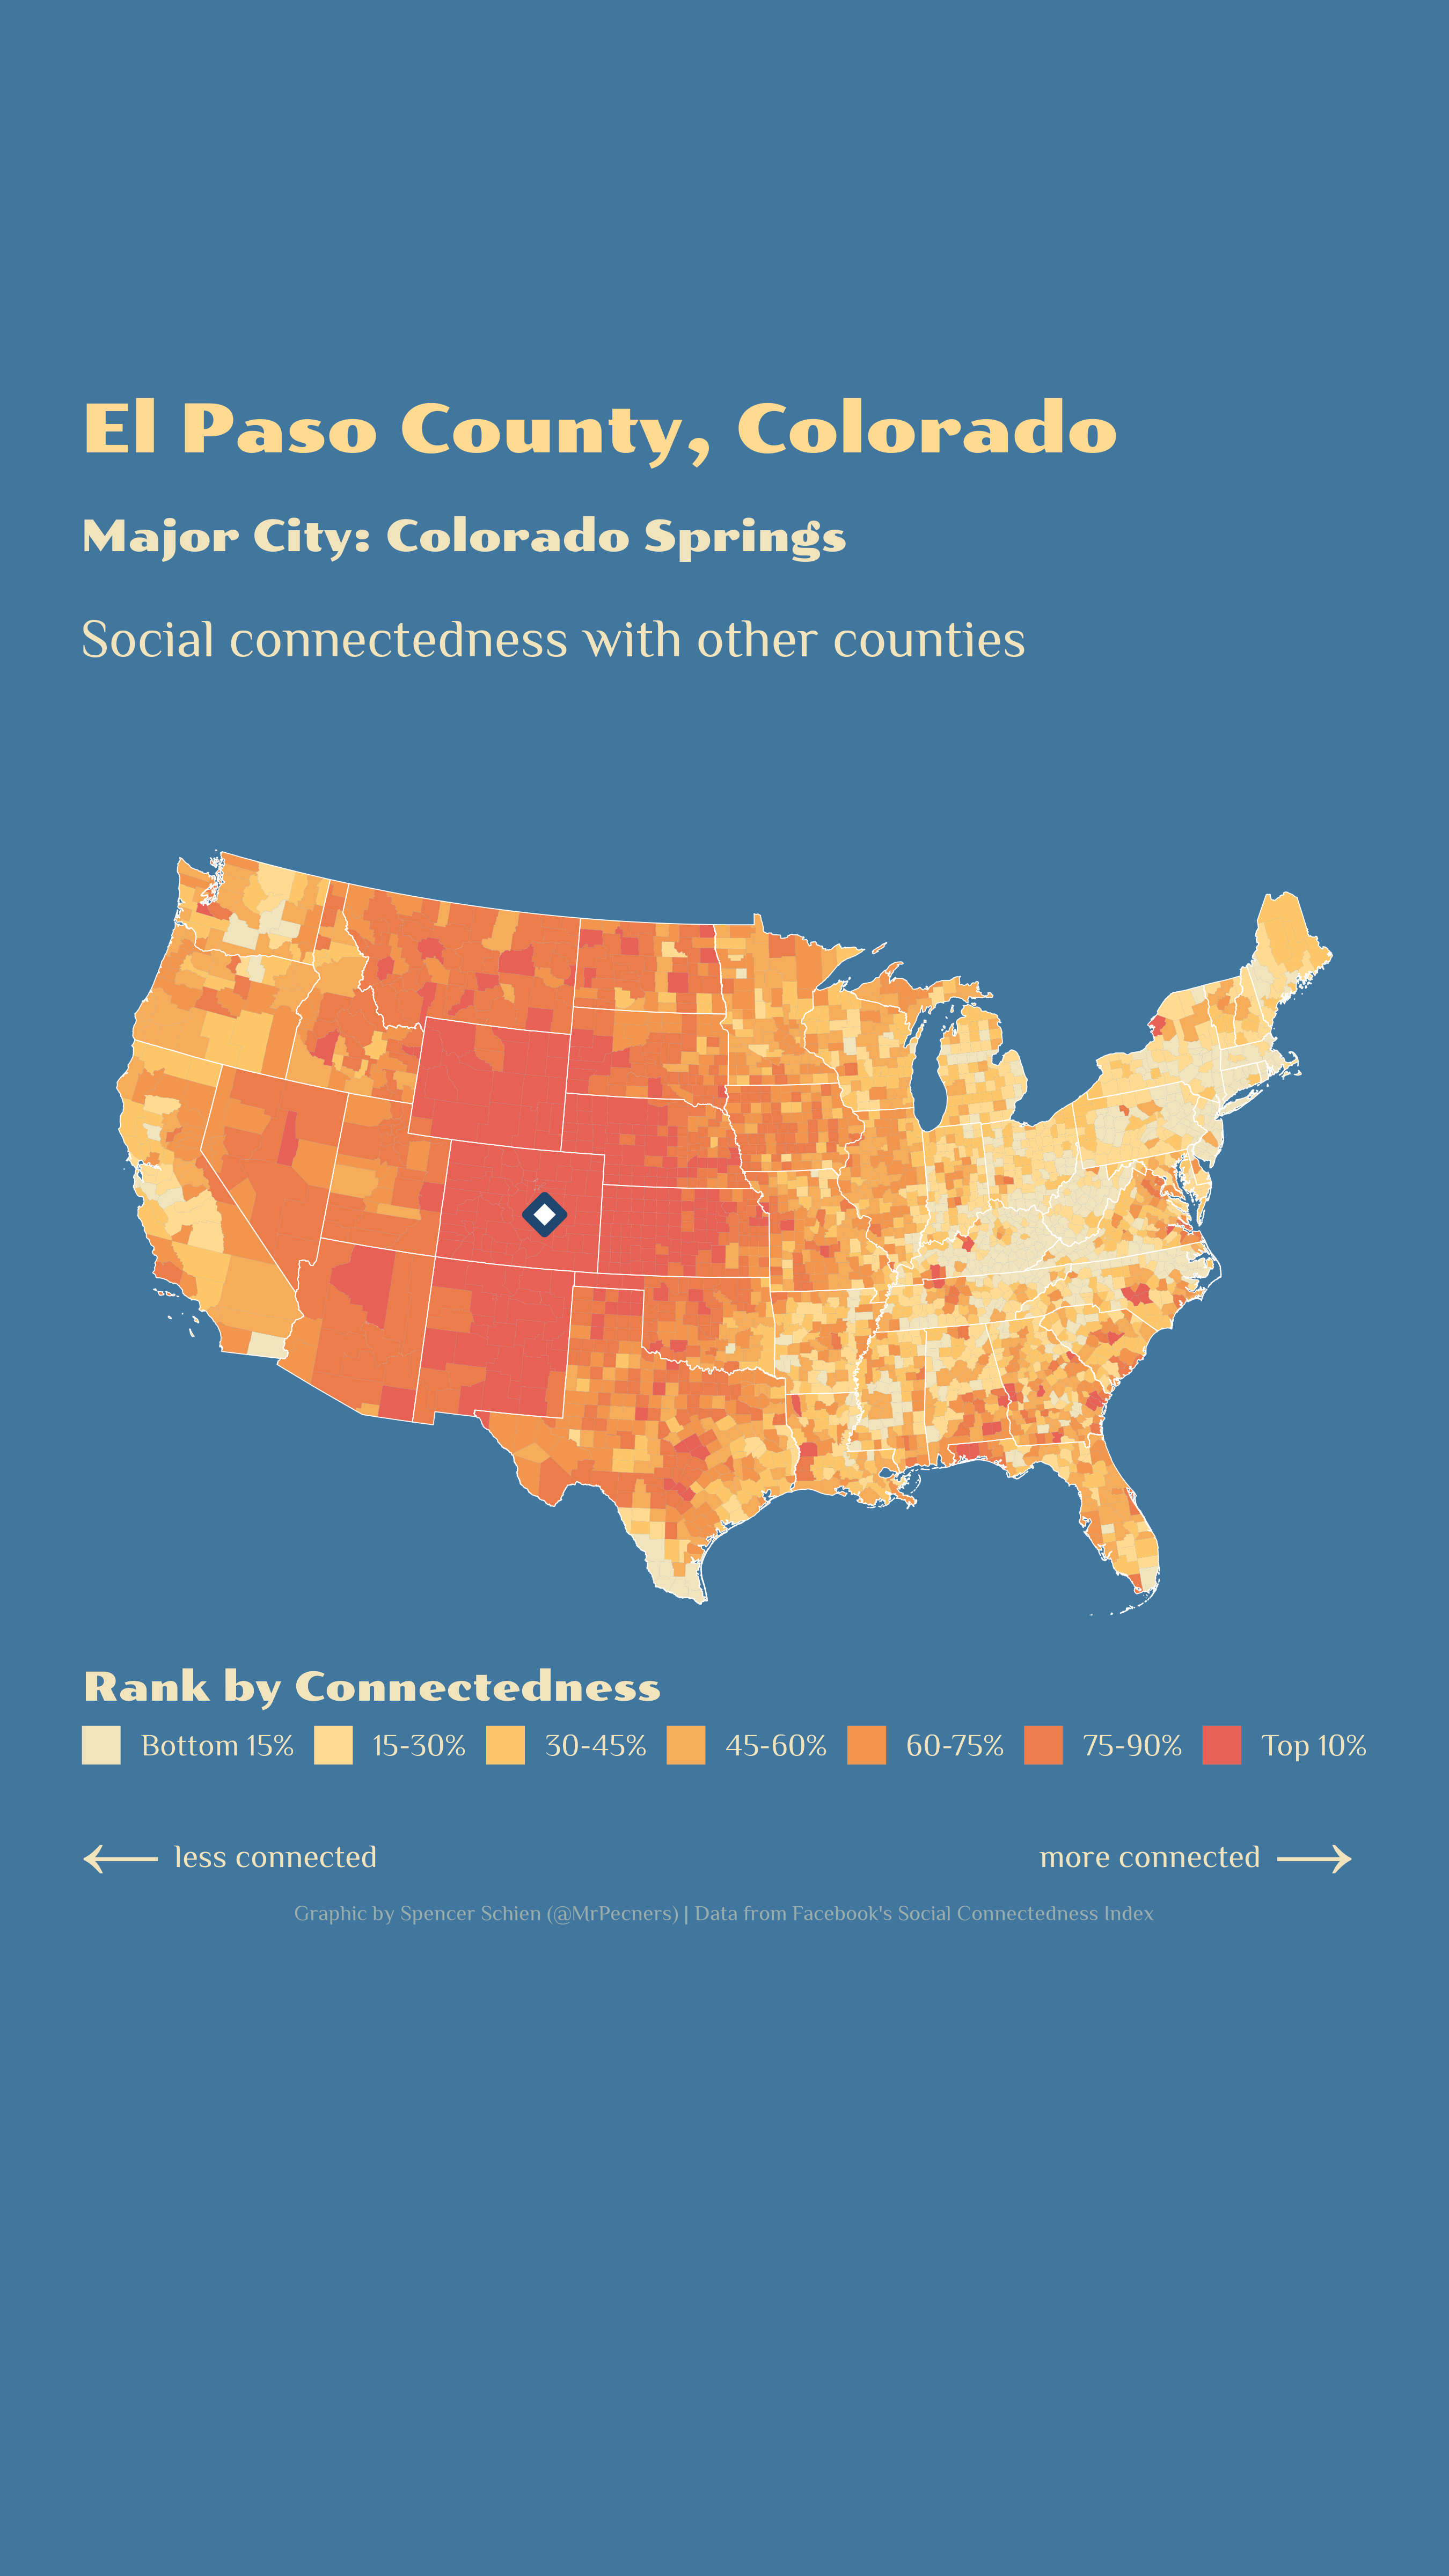 El Paso County, Colorado
Major City: Colorado Springs
Social connectedness with other counties
Rank by Connectedness
Bottom 15% 15-30% 30-45% 45-60% 60-75% 75-90% Top 10%
← less connected more connected →
Graphic by Spencer Schien (@MrPecners) | Data from Facebook's Social Connectedness Index